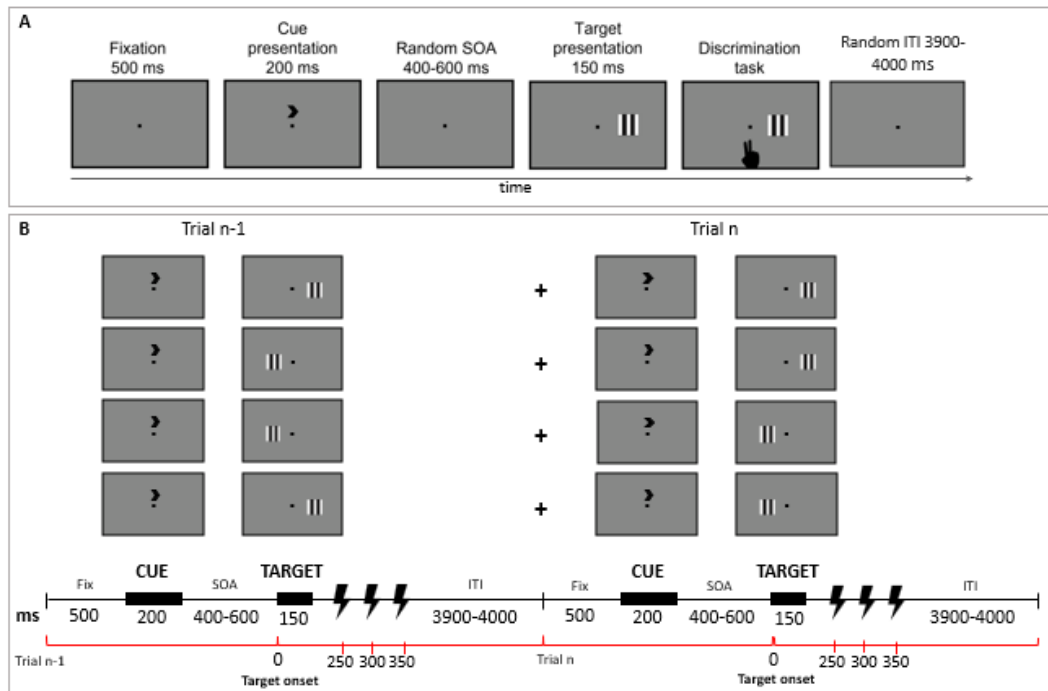 A
Fixation
500 ms
Cue
presentation
200 ms
Random SOA
400-600 ms
Target
presentation
150 ms
Discrimination
task
Random ITI 3900-
4000 ms
time
B
Trial n-1
Trial n
+
+
+
+
Fix CUE SOA TARGET ITI Fix CUE SOA TARGET ITI
ms 500 200 400-600 150 3900-4000 500 200 400-600 150 3900-4000
Trial n-1 0 250 300 350 Trial n 0 250 300 350
Target onset Target onset